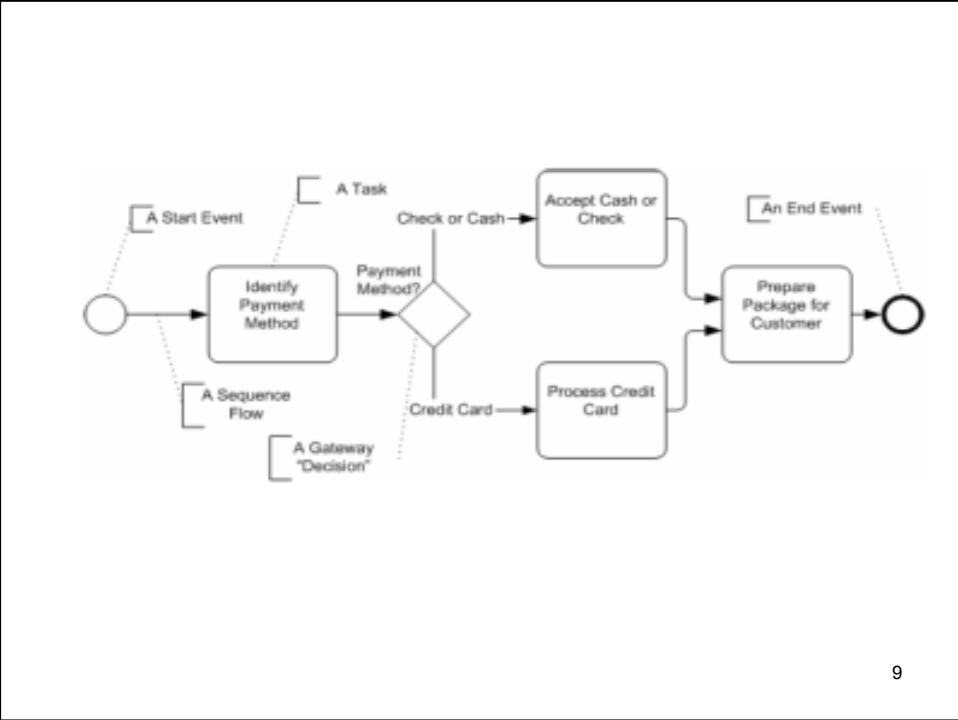 A Start Event
A Task
Check or Cash
Accept Cash or
Check
An End Event
Identify
Payment
Method
Payment
Method?
Prepare
Package for
Customer
A Sequence
Flow
Credit Card
Process Credit
Card
A Gateway
"Decision"
9